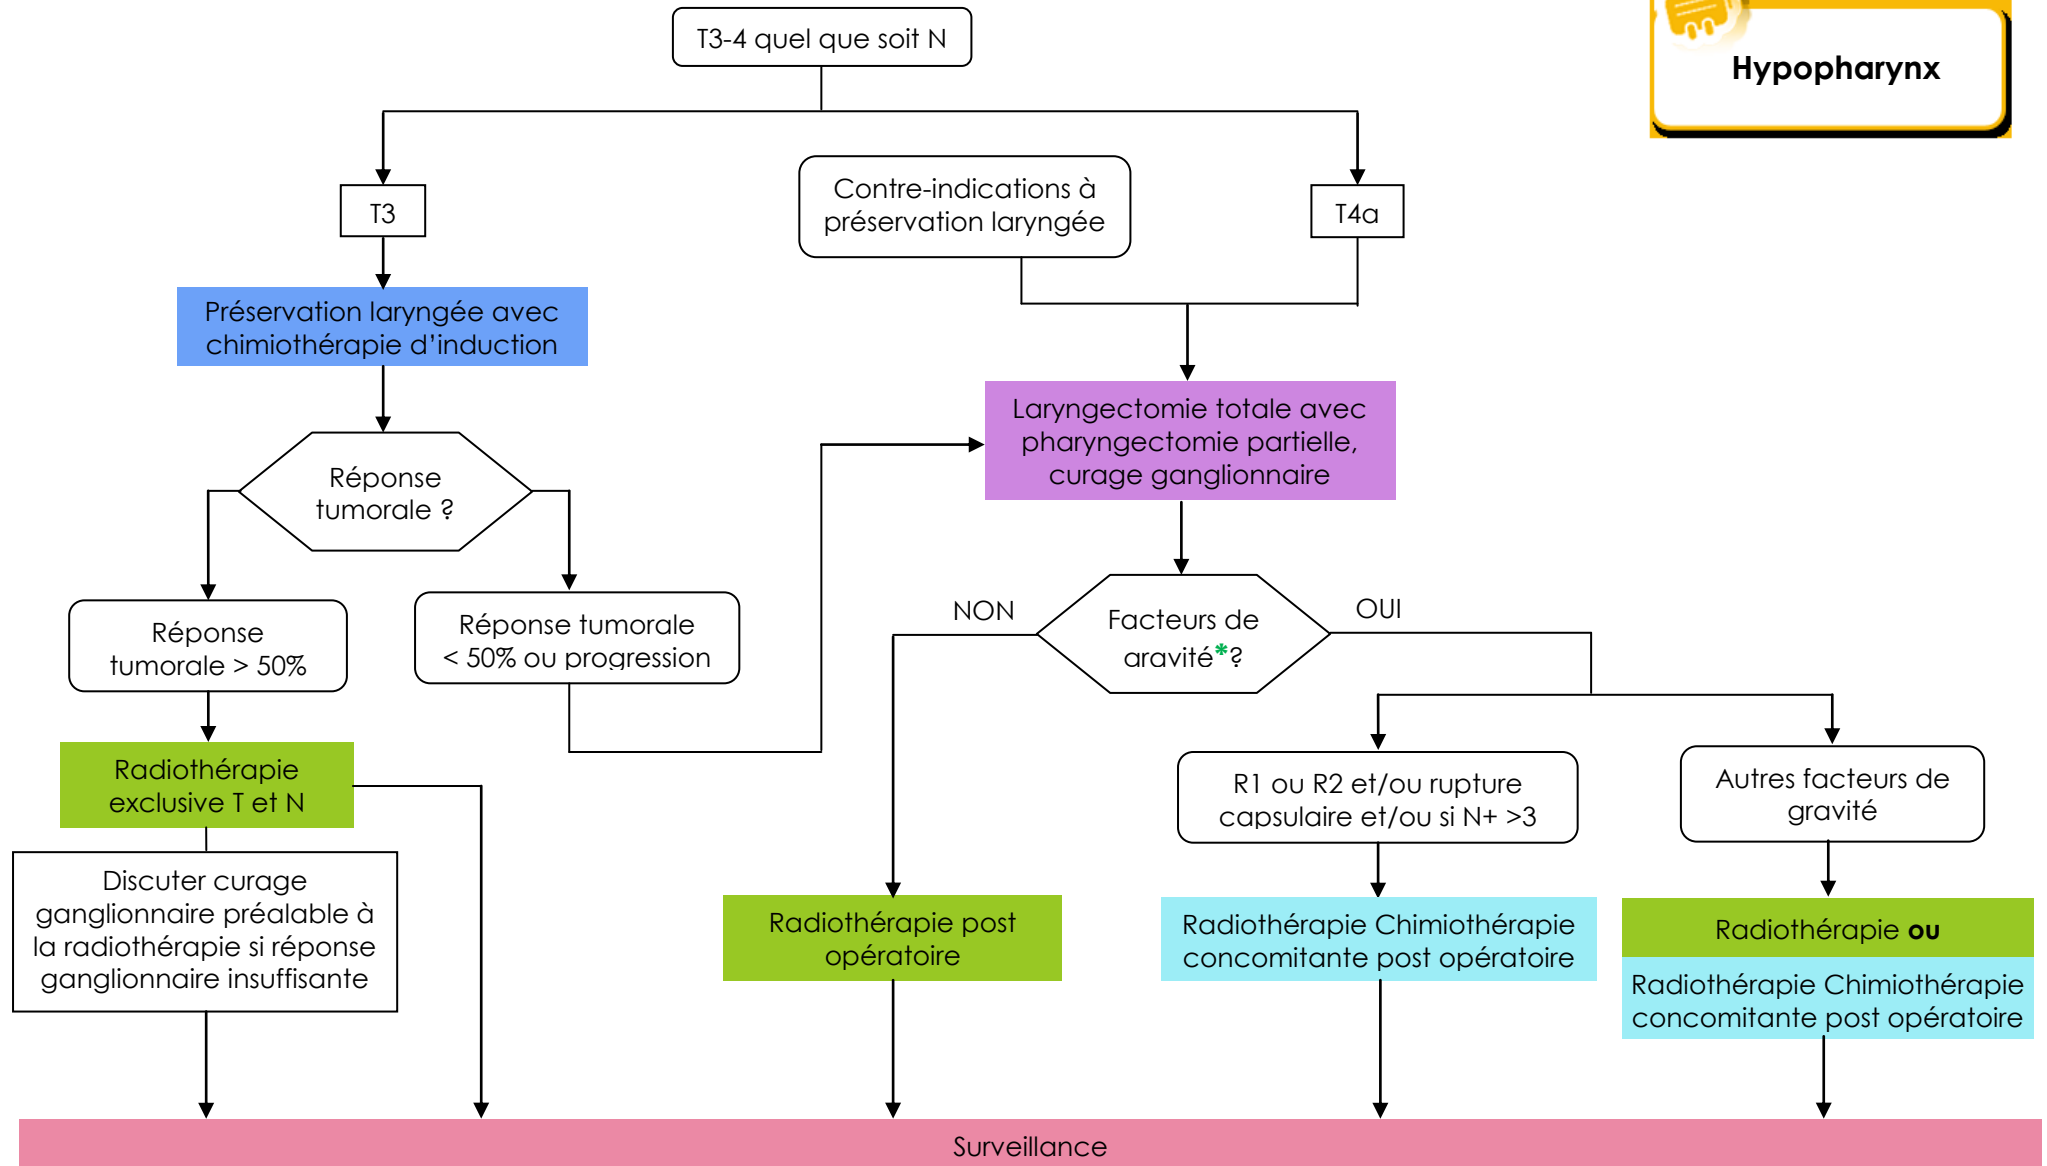 T3-4 quel que soit N
Hypopharynx
T3
Contre-indications à
préservation laryngée
T4a
Préservation laryngée avec
chimiothérapie d’induction
Laryngectomie totale avec
pharyngectomie partielle,
curage ganglionnaire
Réponse
tumorale ?
Réponse
tumorale > 50%
Réponse tumorale
< 50% ou progression
NON
Facteurs de
gravité*?
OUI
Radiothérapie
exclusive T et N
R1 ou R2 et/ou rupture
capsulaire et/ou si N+ >3
Autres facteurs de
gravité
Discuter curage
ganglionnaire préalable à
la radiothérapie si réponse
ganglionnaire insuffisante
Radiothérapie post
opératoire
Radiothérapie Chimiothérapie
concomitante post opératoire
Radiothérapie ou
Radiothérapie Chimiothérapie
concomitante post opératoire
Surveillance